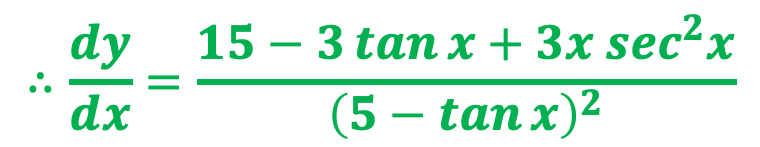 ∴ dy/dx = (15 − 3 tan x + 3x sec²x)/(5 − tan x)²